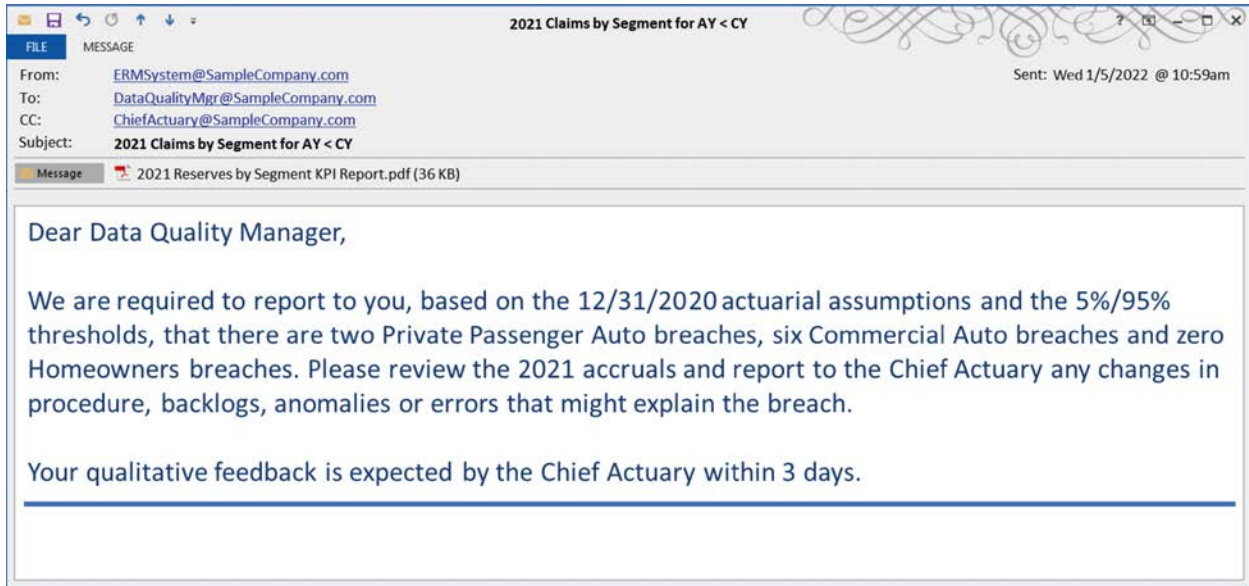 2021 Claims by Segment for AY < CY
FILE MESSAGE
From: ERMSystem@SampleCompany.com Sent: Wed 1/5/2022 @ 10:59am
To: DataQualityMgr@SampleCompany.com
CC: ChiefActuary@SampleCompany.com
Subject: 2021 Claims by Segment for AY < CY
Message 2021 Reserves by Segment KPI Report.pdf (36 KB)
Dear Data Quality Manager,
We are required to report to you, based on the 12/31/2020 actuarial assumptions and the 5%/95%
thresholds, that there are two Private Passenger Auto breaches, six Commercial Auto breaches and zero
Homeowners breaches. Please review the 2021 accruals and report to the Chief Actuary any changes in
procedure, backlogs, anomalies or errors that might explain the breach.
Your qualitative feedback is expected by the Chief Actuary within 3 days.